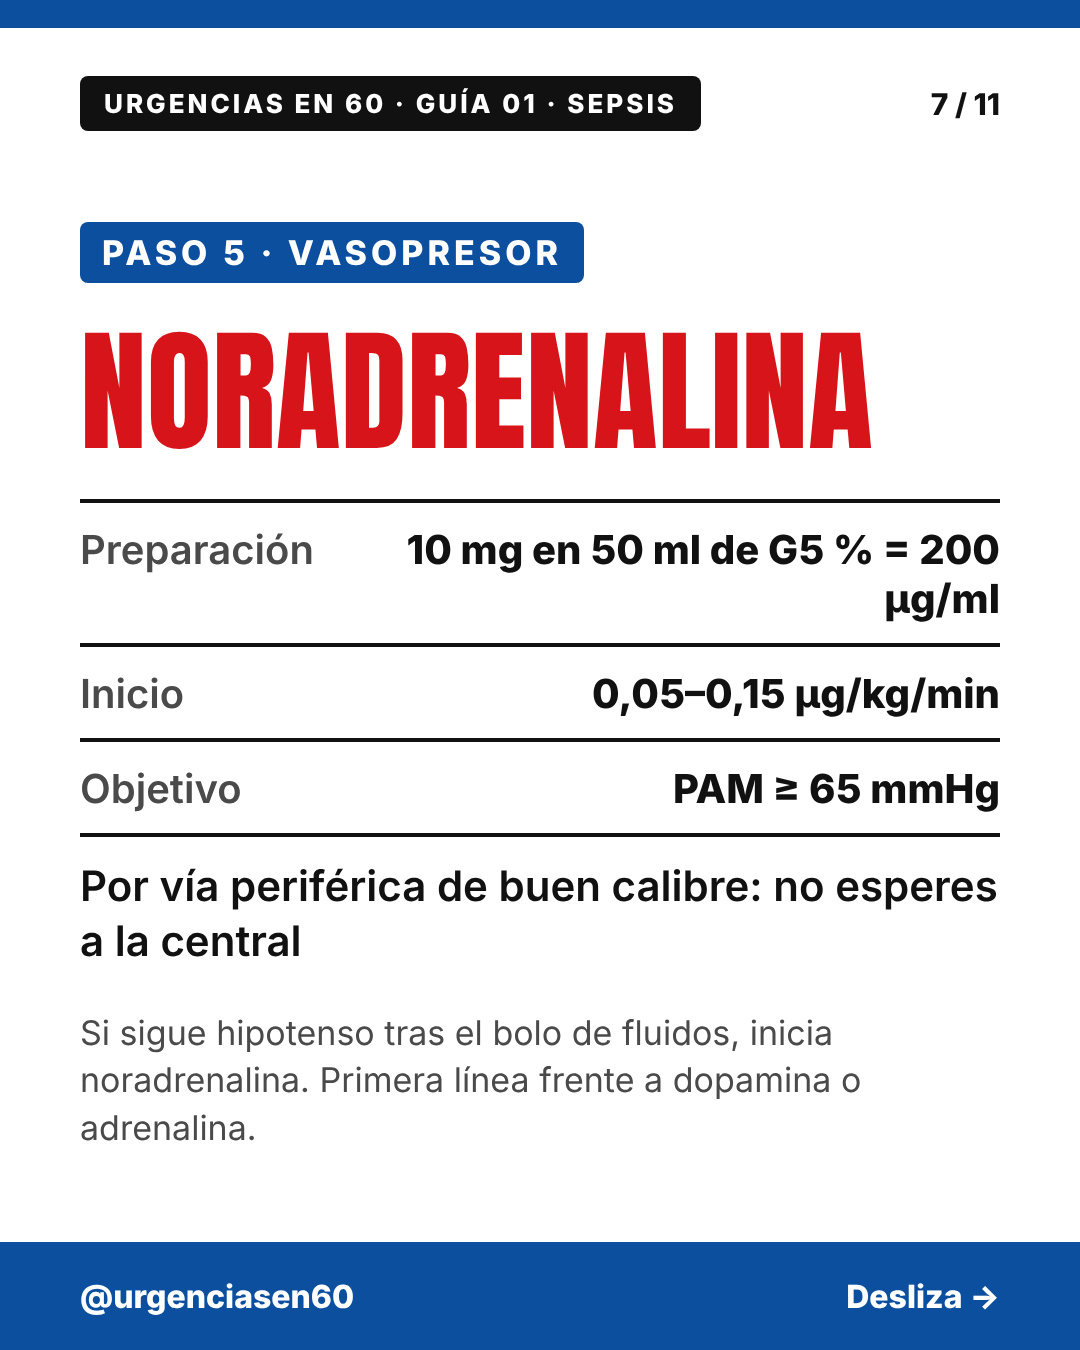 URGENCIAS EN 60 · GUÍA 01 · SEPSIS
7 / 11
PASO 5 · VASOPRESOR
NORADRENALINA
Preparación
10 mg en 50 ml de G5 % = 200
µg/ml
Inicio
0,05–0,15 µg/kg/min
Objetivo
PAM ≥ 65 mmHg
Por vía periférica de buen calibre: no esperes
a la central
Si sigue hipotenso tras el bolo de fluidos, inicia
noradrenalina. Primera línea frente a dopamina o
adrenalina.
@urgenciasen60
Desliza →